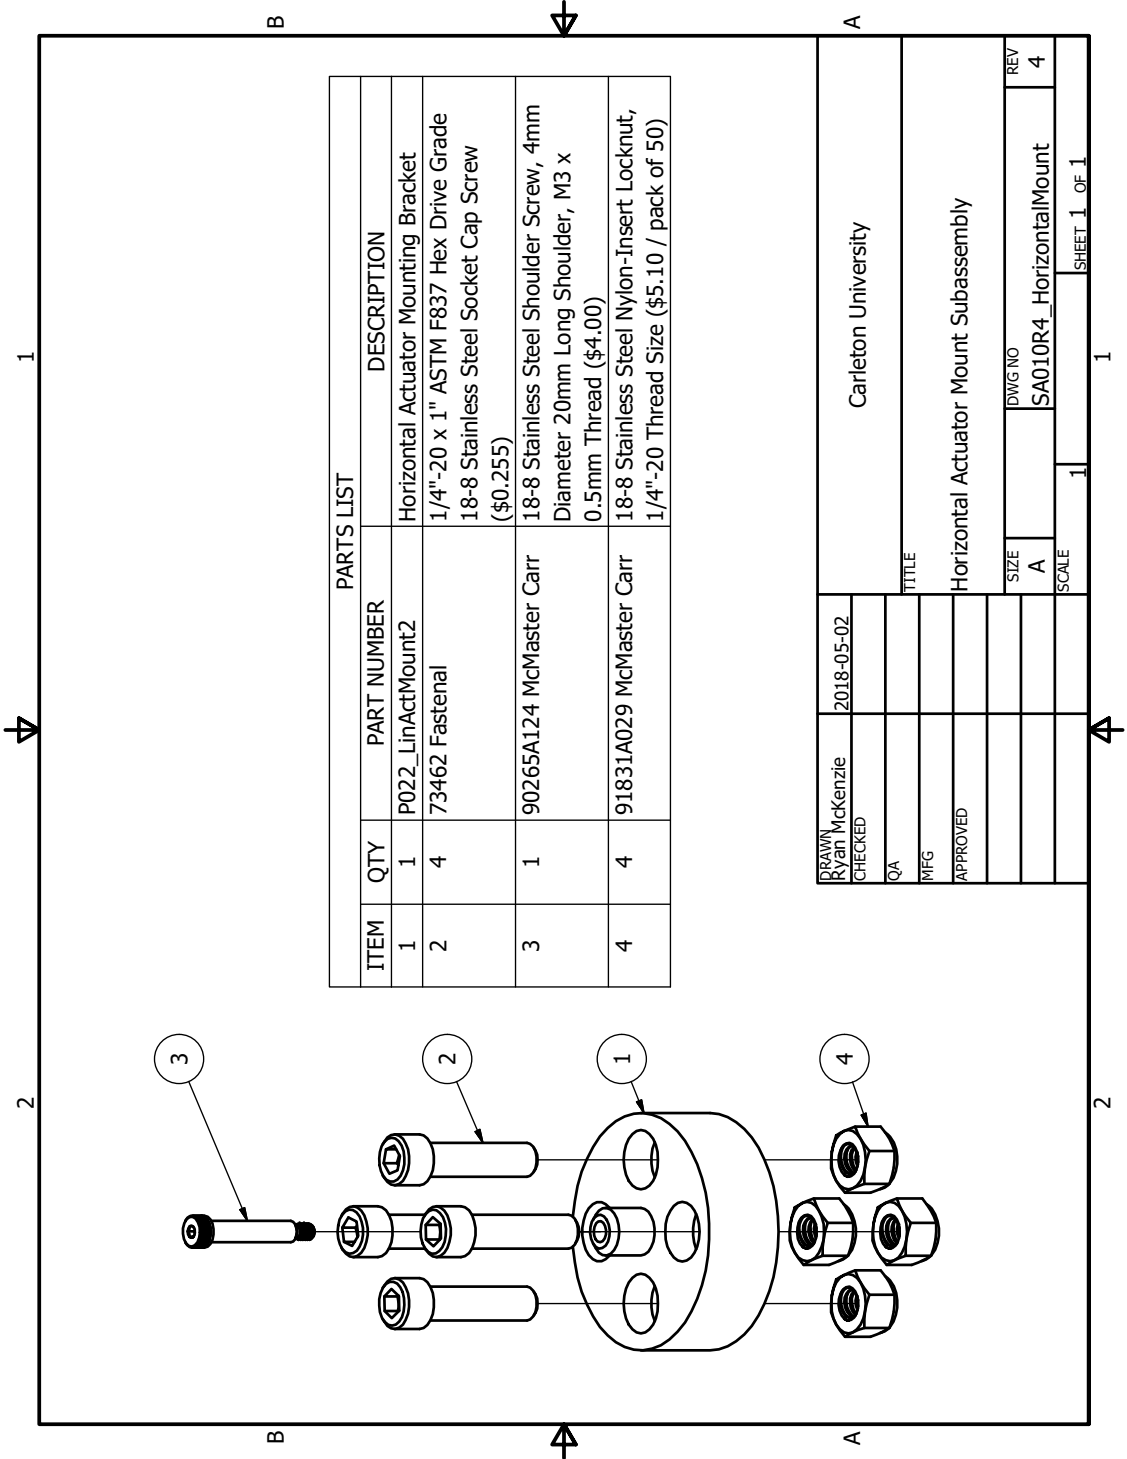 2
1
B
B
A
A
3
2
1
4
PARTS LIST
ITEM QTY PART NUMBER DESCRIPTION
1 1 P022_LinActMount2 Horizontal Actuator Mounting Bracket
2 4 73462 Fastenal 1/4"-20 x 1" ASTM F837 Hex Drive Grade
18-8 Stainless Steel Socket Cap Screw
($0.255)
3 1 90265A124 McMaster Carr 18-8 Stainless Steel Shoulder Screw, 4mm
Diameter 20mm Long Shoulder, M3 x
0.5mm Thread ($4.00)
4 4 91831A029 McMaster Carr 18-8 Stainless Steel Nylon-Insert Locknut,
1/4"-20 Thread Size ($5.10 / pack of 50)
DRAWN
Ryan McKenzie 2018-05-02
CHECKED
QA
MFG
APPROVED
Carleton University
TITLE
Horizontal Actuator Mount Subassembly
SIZE
A
DWG NO
SA010R4_HorizontalMount
REV
4
SCALE
1
SHEET 1 OF 1
2
1